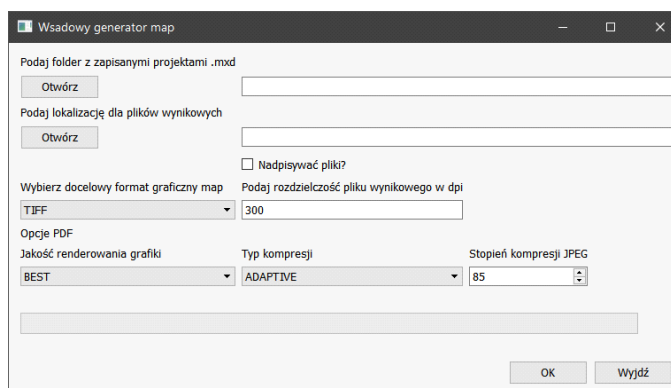 Wsadowy generator map
Podaj folder z zapisanymi projektami .mxd
Otwórz
Podaj lokalizację dla plików wynikowych
Otwórz
Nadpisywać pliki?
Wybierz docelowy format graficzny map
Podaj rozdzielczość pliku wynikowego w dpi
TIFF
300
Opcje PDF
Jakość renderowania grafiki
Typ kompresji
Stopień kompresji JPEG
BEST
ADAPTIVE
85
OK
Wyjdź